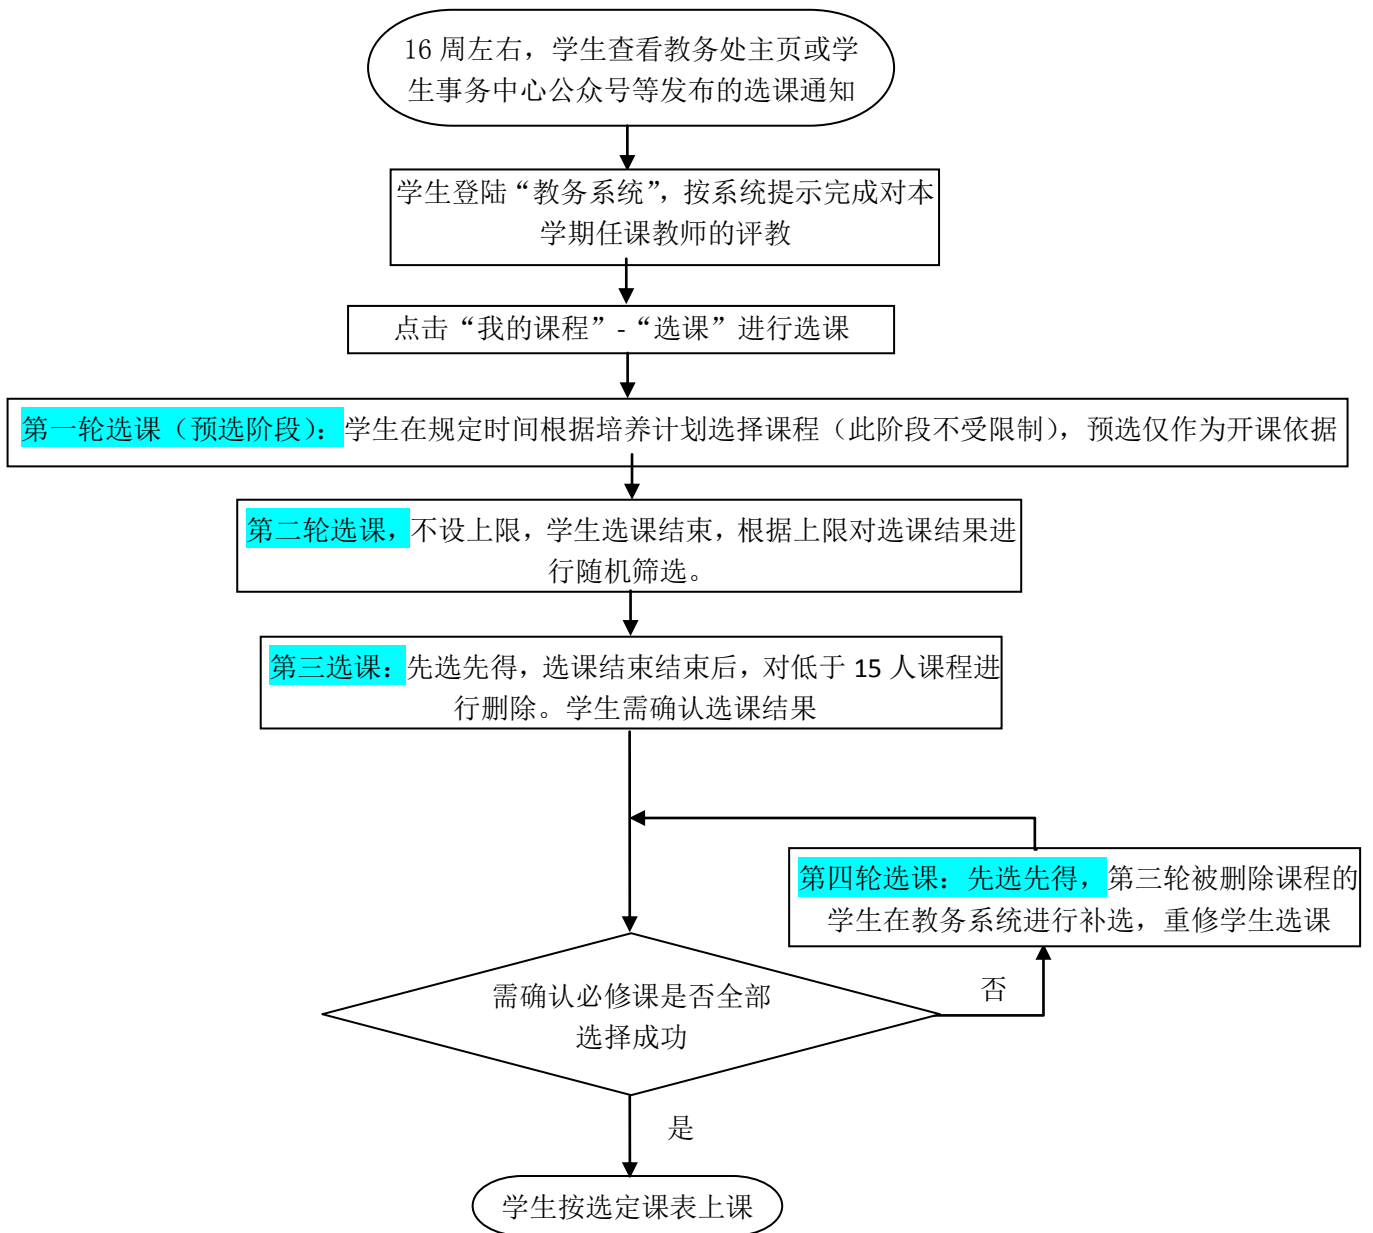 16 周左右，学生查看教务处主页或学
生事务中心公众号等发布的选课通知
学生登陆“教务系统”，按系统提示完成对本
学期任课教师的评教
点击“我的课程”-“选课”进行选课
第一轮选课（预选阶段）：学生在规定时间根据培养计划选择课程（此阶段不受限制），预选仅作为开课依据
第二轮选课，不设上限，学生选课结束，根据上限对选课结果进
行随机筛选。
第三选课：先选先得，选课结束结束后，对低于 15 人课程进
行删除。学生需确认选课结果
第四轮选课：先选先得，第三轮被删除课程的
学生在教务系统进行补选，重修学生选课
需确认必修课是否全部
选择成功
否
是
学生按选定课表上课